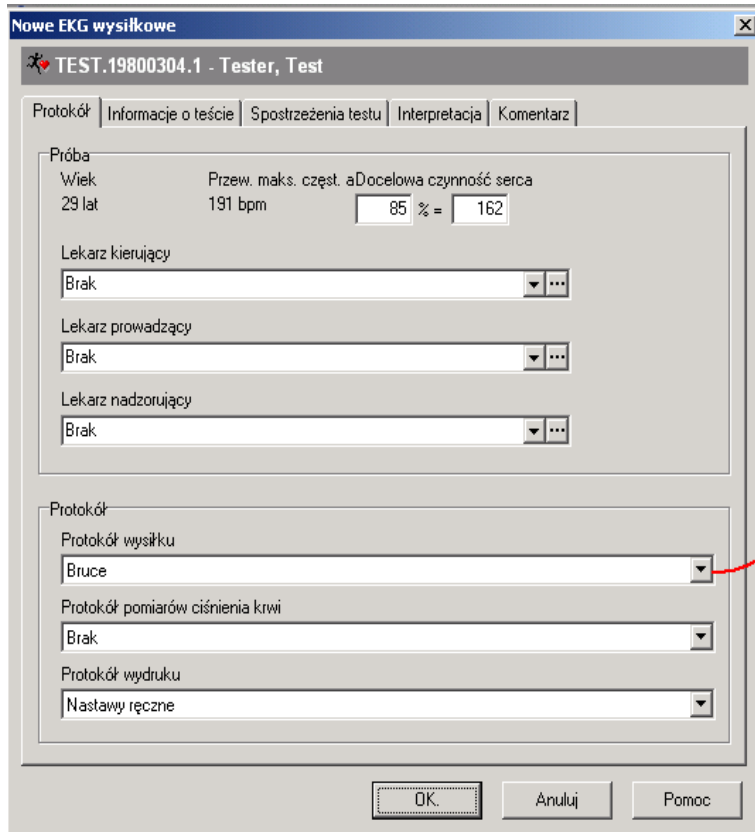 Nowe EKG wysiłkowe
TEST.19800304.1 - Tester, Test
Protokół Informacje o teście Spostrzeżenia testu Interpretacja Komentarz
Próba
Wiek Przew. maks. częst. aDocelowa czynność serca
29 lat 191 bpm 85 % = 162
Lekarz kierujący
Brak
Lekarz prowadzący
Brak
Lekarz nadzorujący
Brak
Protokół
Protokół wysiłku
Bruce
Protokół pomiarów ciśnienia krwi
Brak
Protokół wydruku
Nastawy ręczne
OK. Anuluj Pomoc